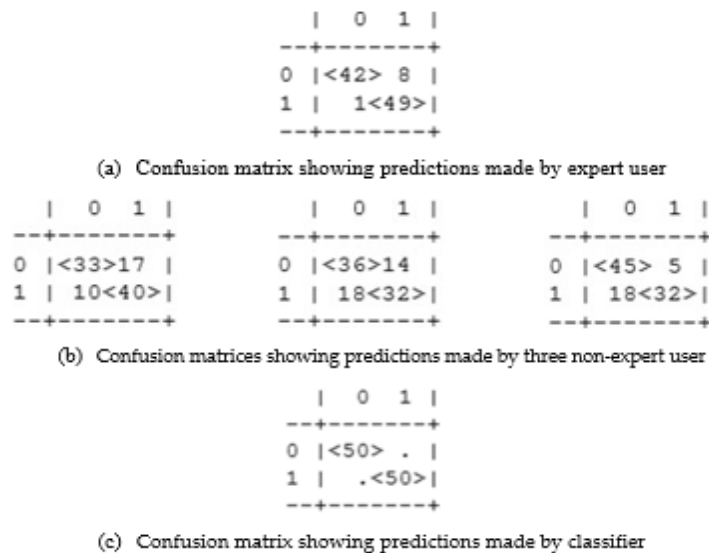 | 0 1 |
--+-------+
0 |<42> 8 |
1 | 1<49>|
--+-------+
(a) Confusion matrix showing predictions made by expert user
| 0 1 | | 0 1 | | 0 1 |
--+-------+ --+-------+ --+-------+
0 |<33>17 | 0 |<36>14 | 0 |<45> 5 |
1 | 10<40>| 1 | 18<32>| 1 | 18<32>|
--+-------+ --+-------+ --+-------+
(b) Confusion matrices showing predictions made by three non-expert user
| 0 1 |
--+-------+
0 |<50> . |
1 | .<50>|
--+-------+
(c) Confusion matrix showing predictions made by classifier